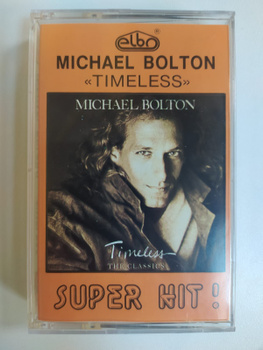 elbo ®
MICHAEL BOLTON
«TIMELESS»
MICHAEL BOLTON
Timeless
THE CLASSICS
SUPER HIT!